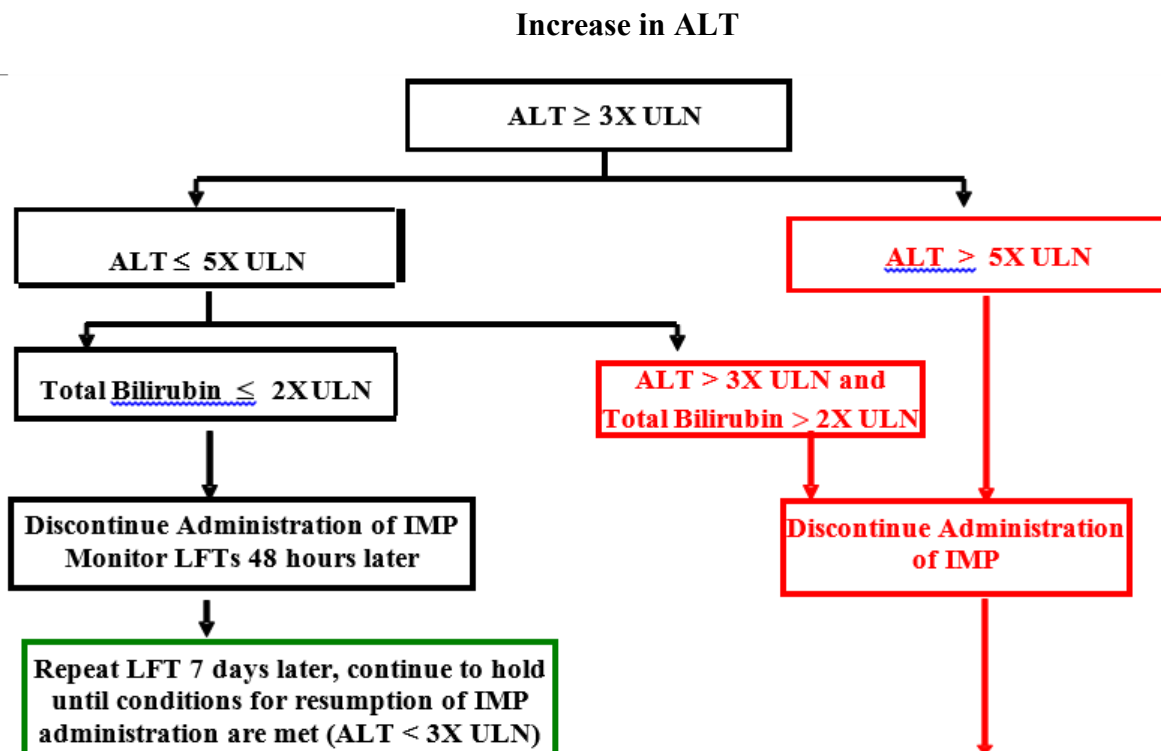 Increase in ALT
ALT ≥ 3X ULN
ALT ≤ 5X ULN
ALT > 5X ULN
Total Bilirubin ≤ 2X ULN
ALT > 3X ULN and
Total Bilirubin > 2X ULN
Discontinue Administration of IMP
Monitor LFTs 48 hours later
Discontinue Administration
of IMP
Repeat LFT 7 days later, continue to hold
until conditions for resumption of IMP
administration are met (ALT < 3X ULN)